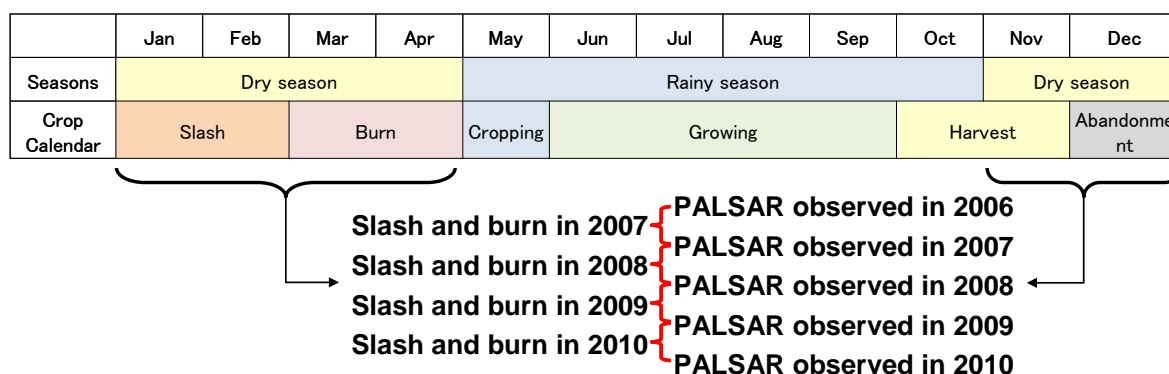 Jan Feb Mar Apr May Jun Jul Aug Sep Oct Nov Dec
Seasons Dry season Rainy season Dry season
Crop Calendar Slash Burn Cropping Growing Harvest Abandonme
nt
PALSAR observed in 2006
Slash and burn in 2007
PALSAR observed in 2007
Slash and burn in 2008
PALSAR observed in 2008
Slash and burn in 2009
PALSAR observed in 2009
Slash and burn in 2010
PALSAR observed in 2010